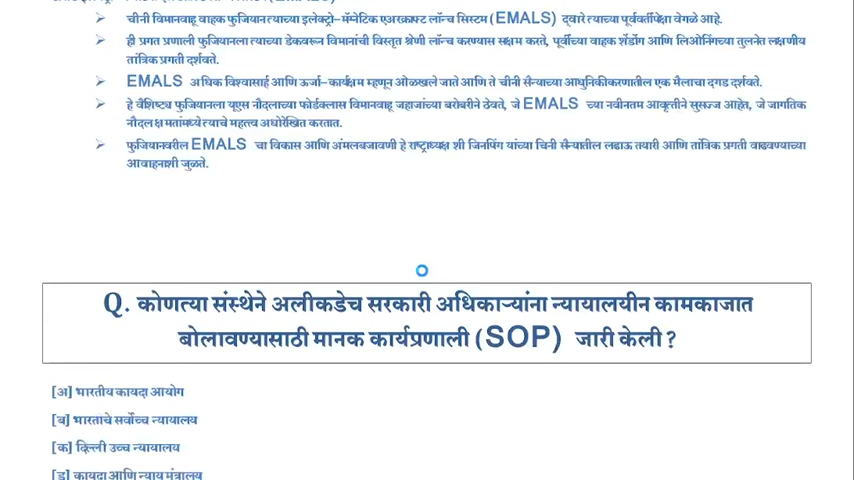 ➢ चीनी विमानवाहू वाहक फुजियान त्याच्या इलेक्ट्रो-मॅग्नेटिक एअरक्राफ्ट लॉन्च सिस्टम (EMALS) द्वारे त्याच्या पूर्ववर्तीपेक्षा वेगळे आहे.
➢ ही प्रगत प्रणाली फुजियानला त्याच्या डेकवरून विमानांची विस्तृत श्रेणी लॉन्च करण्यास सक्षम करते, पूर्वीच्या वाहक शेंडोंग आणि लिओनिंगच्या तुलनेत लक्षणीय
तांत्रिक प्रगती दर्शवते.
➢ EMALS अधिक विश्वासार्ह आणि ऊर्जा-कार्यक्षम म्हणून ओळखले जाते आणि ते चीनी सैन्याच्या आधुनिकीकरणातील एक मैलाचा दगड दर्शवते.
➢ हे वैशिष्ट्य फुजियानला यूएस नौदलाच्या फोर्डक्लास विमानवाहू जहाजांच्या बरोबरीने ठेवते, जे EMALS च्या नवीनतम आवृत्तीने सुसज्ज आहेत, जे जागतिक
नौदल क्षमतांमध्ये त्याचे महत्त्व अधोरेखित करतात.
➢ फुजियानवरील EMALS चा विकास आणि अंमलबजावणी हे राष्ट्राध्यक्ष शी जिनपिंग यांच्या चिनी सैन्यातील लढाऊ तयारी आणि तांत्रिक प्रगती वाढवण्याच्या
आवाहनाशी जुळते.
Q. कोणत्या संस्थेने अलीकडेच सरकारी अधिकाऱ्यांना न्यायालयीन कामकाजात
बोलावण्यासाठी मानक कार्यप्रणाली (SOP) जारी केली ?
[अ] भारतीय कायदा आयोग
[ब] भारताचे सर्वोच्च न्यायालय
[क] दिल्ली उच्च न्यायालय
[ड] कायदा आणि न्याय मंत्रालय